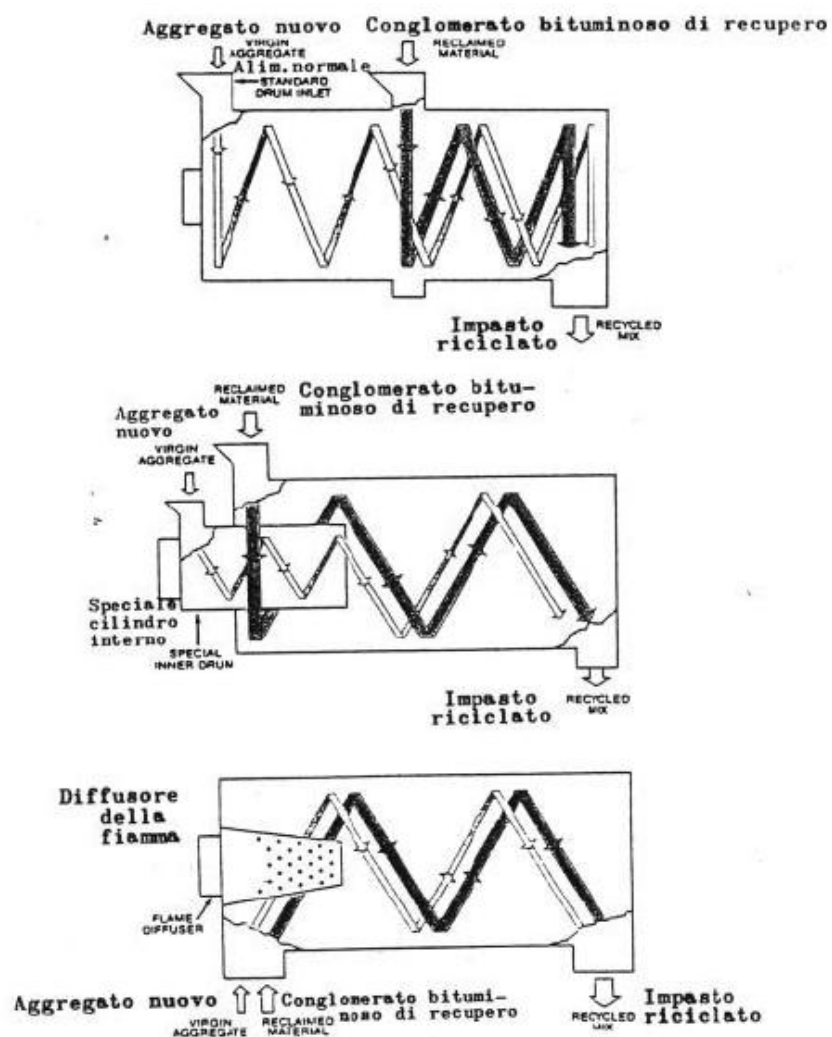 Aggregato nuovo
Conglomerato bituminoso di recupero
VIRGIN
AGGREGATE
RECLAIMED
MATERIAL
Alim.normale
STANDARD
DRUM INLET
Impasto
riciclato
RECYCLED
MIX
RECLAIMED
MATERIAL
Conglomerato bitu-
minoso di recupero
Aggregato
nuovo
VIRGIN
AGGREGATE
Speciale
cilindro
interno
SPECIAL
INNER DRUM
Impasto
riciclato
RECYCLED
MIX
Diffusore
della
fiamma
FLAME
DIFFUSER
Aggregato nuovo
Conglomerato bitumi-
noso di recupero
VIRGIN
AGGREGATE
RECLAIMED
MATERIAL
RECYCLED
MIX
Impasto
riciclato